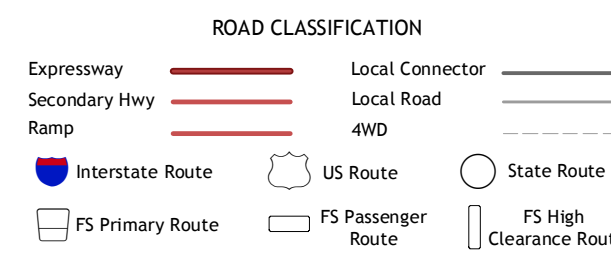 ROAD CLASSIFICATION
Expressway
Local Connector
Secondary Hwy
Local Road
Ramp
4WD
Interstate Route
US Route
State Route
FS Primary Route
FS Passenger
Route
FS High
Clearance Rout